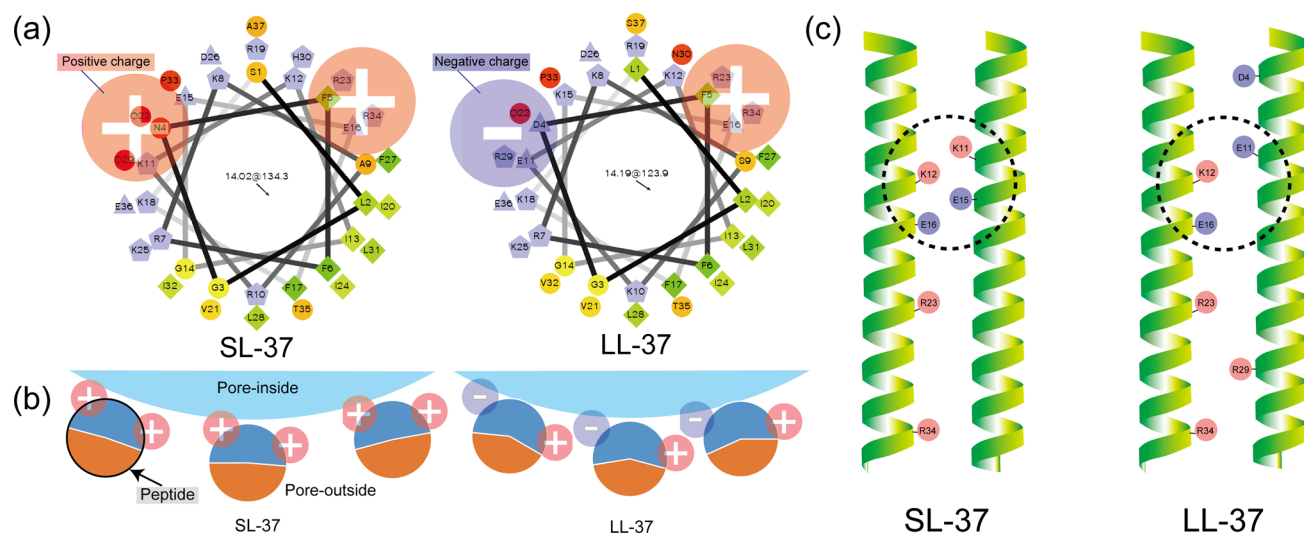 (a)
Positive charge
A37
R19
S1
D26
K8
H30
K12
P33
E15
R23
F5
Q22
N4
R34
E16
Q29
K11
F27
A9
E36
K18
14.02@134.3
L2
I20
K25
R7
I13
L31
G14
F6
I32
G3
R10
F17
I24
V21
L28
T35
SL-37
Negative charge
S37
R19
L1
D26
K8
N30
K12
P33
K15
R23
F5
Q22
D4
R34
E16
R29
E1
F27
S9
E36
K18
14.19@123.9
L2
I20
K25
R7
I13
L31
G14
F6
V32
G3
K10
F17
I24
V21
L28
T35
LL-37
(b)
Pore-inside
Peptide
Pore-outside
SL-37
LL-37
(c)
K11
K12
E15
E16
R23
R34
SL-37
D4
E11
K12
E16
R23
R29
R34
LL-37